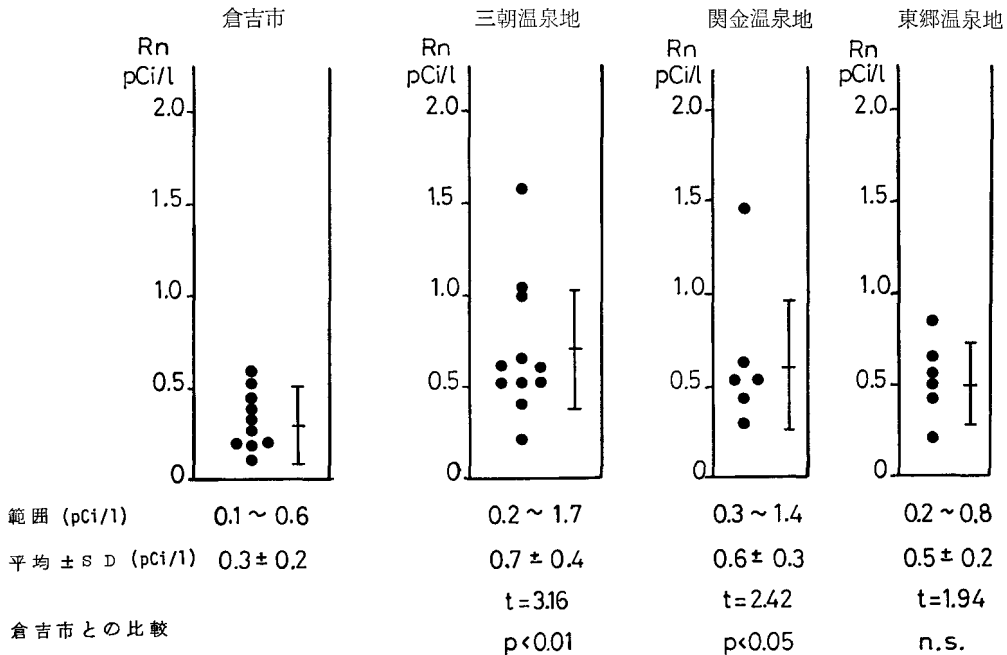 倉吉市 三朝温泉地 関金温泉地 東郷温泉地
Rn Rn Rn
pCi/l pCi/l pCi/l pCi/l
2.0 2.0 2.0 2.0
1.5 1.5 1.5 1.5
1.0 1.0 1.0 1.0
0.5 0.5 0.5 0.5
0 0 0 0
範囲 (pCi/l) 0.1 ~ 0.6 0.2 ~ 1.7 0.3 ~ 1.4 0.2 ~ 0.8
平均 ± S D (pCi/l) 0.3 ± 0.2 0.7 ± 0.4 0.6 ± 0.3 0.5 ± 0.2
t=3.16 t=2.42 t=1.94
倉吉市との比較
p<0.01 p<0.05 n.s.